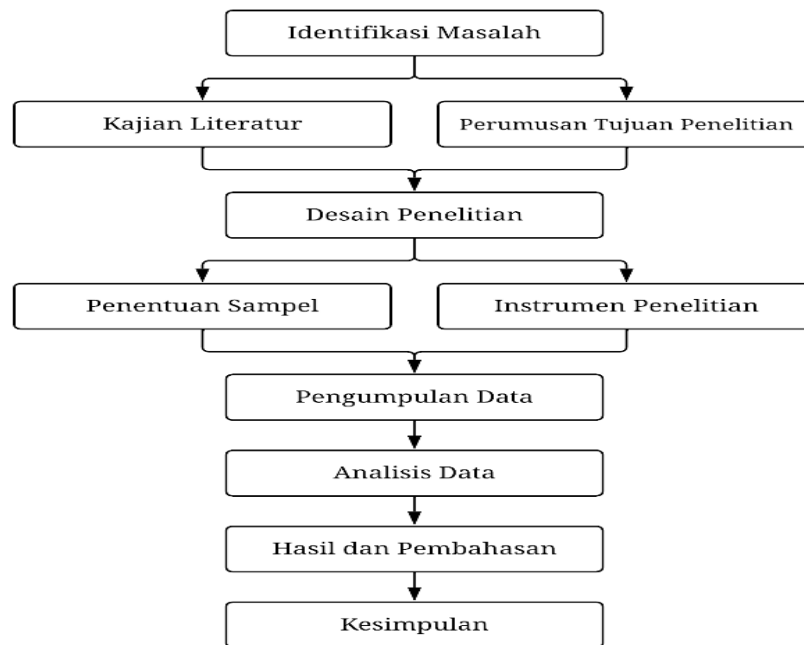 Identifikasi Masalah
Kajian Literatur
Perumusan Tujuan Penelitian
Desain Penelitian
Penentuan Sampel
Instrumen Penelitian
Pengumpulan Data
Analisis Data
Hasil dan Pembahasan
Kesimpulan